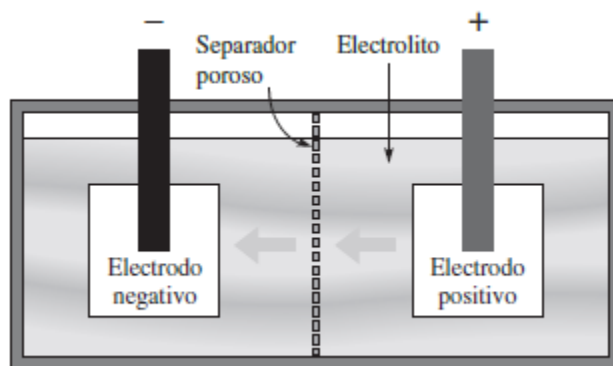 −
+
Separador
poroso
Electrolito
Electrodo
negativo
Electrodo
positivo